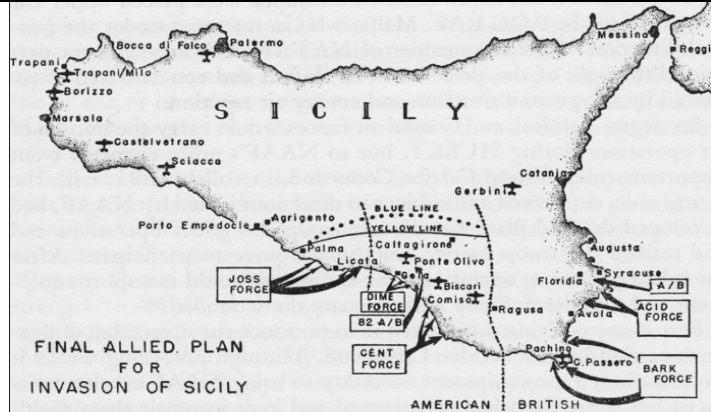 Messina
Bocca di Falco
Palermo
Reggi
Trapani
Trapani/Milo
Borizzo
SICILY
Marsala
Castelvetrano
Sciacca
Catania
Gerbini
BLUE LINE
Porto Empedocle
Agrigento
YELLOW LINE
Augusta
Palma
Caltagirone
Licata
Ponte Olivo
Floridia
Syracuse
A/B
JOSS
FORCE
Gela
Biscari
DIME
FORCE
Comiso
ACID
FORCE
Avola
82 A/B
Ragusa
CENT
FORCE
Pachino
C. Passero
BARK
FORCE
FINAL ALLIED PLAN
FOR
INVASION OF SICILY
AMERICAN
BRITISH